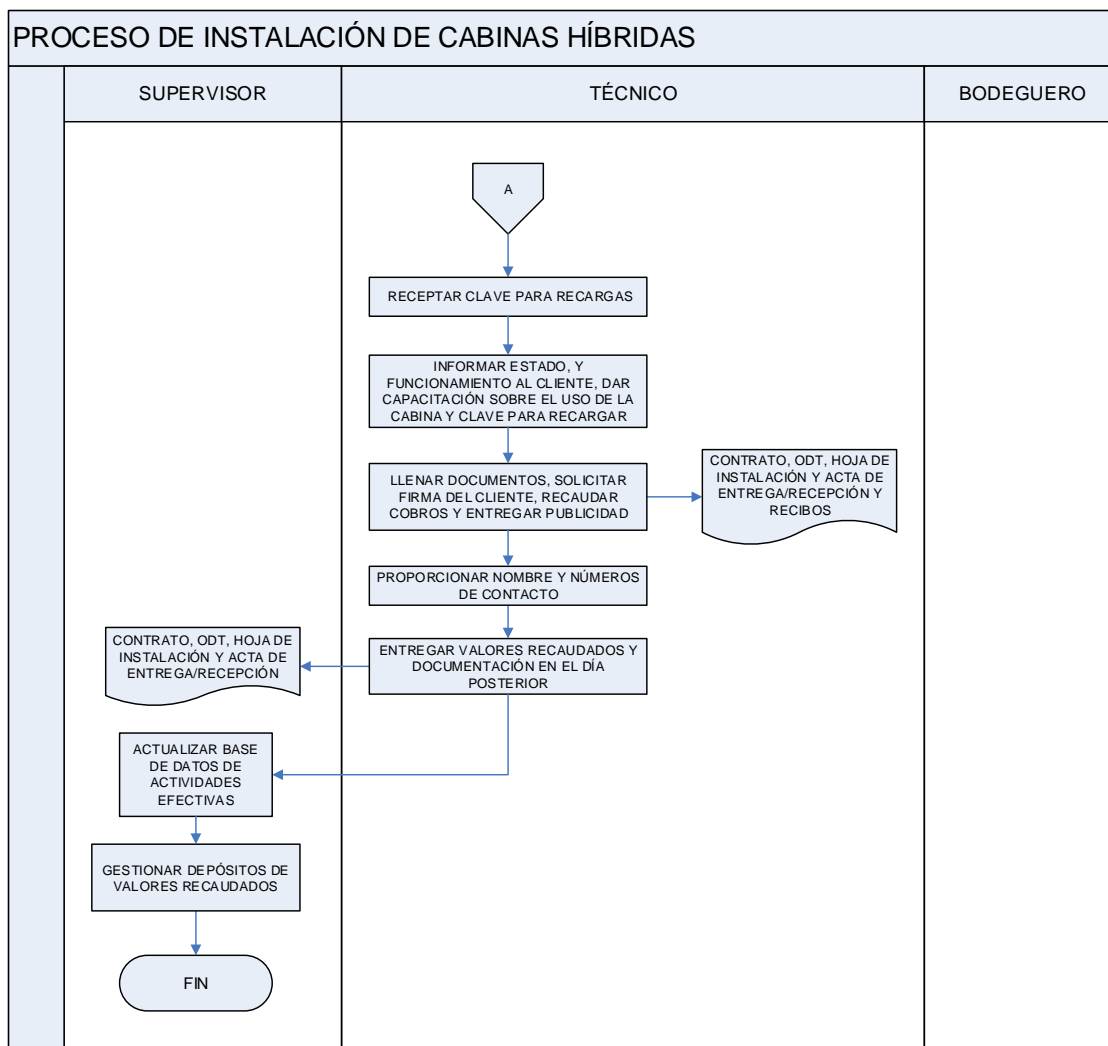 PROCESO DE INSTALACIÓN DE CABINAS HÍBRIDAS
SUPERVISOR
TÉCNICO
BODEGUERO
A
RECEPTAR CLAVE PARA RECARGAS
INFORMAR ESTADO, Y
FUNCIONAMIENTO AL CLIENTE, DAR
CAPACITACIÓN SOBRE EL USO DE LA
CABINA Y CLAVE PARA RECARGAR
LLENAR DOCUMENTOS, SOLICITAR
FIRMA DEL CLIENTE, RECAUDAR
COBROS Y ENTREGAR PUBLICIDAD
CONTRATO, ODT, HOJA DE
INSTALACIÓN Y ACTA DE
ENTREGA/RECEPCIÓN Y
RECIBOS
PROPORCIONAR NOMBRE Y NÚMEROS
DE CONTACTO
ENTREGAR VALORES RECAUDADOS Y
DOCUMENTACIÓN EN EL DÍA
POSTERIOR
CONTRATO, ODT, HOJA DE
INSTALACIÓN Y ACTA DE
ENTREGA/RECEPCIÓN
ACTUALIZAR BASE
DE DATOS DE
ACTIVIDADES
EFECTIVAS
GESTIONAR DEPÓSITOS DE
VALORES RECAUDADOS
FIN